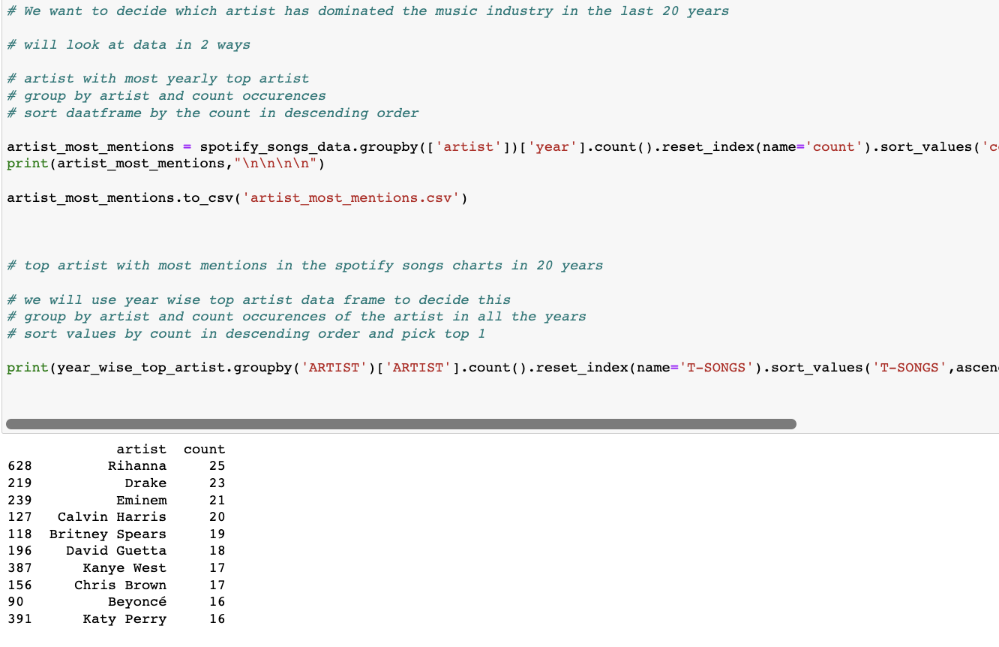 # We want to decide which artist has dominated the music industry in the last 20 years
# will look at data in 2 ways
# artist with most yearly top artist
# group by artist and count occurences
# sort daatframe by the count in descending order
artist_most_mentions = spotify_songs_data.groupby(['artist'])['year'].count().reset_index(name='count').sort_values('c
print(artist_most_mentions,"\n\n\n\n")
artist_most_mentions.to_csv('artist_most_mentions.csv')
# top artist with most mentions in the spotify songs charts in 20 years
# we will use year wise top artist data frame to decide this
# group by artist and count occurences of the artist in all the years
# sort values by count in descending order and pick top 1
print(year_wise_top_artist.groupby('ARTIST')['ARTIST'].count().reset_index(name='T-SONGS').sort_values('T-SONGS',ascen
artist count
628 Rihanna 25
219 Drake 23
239 Eminem 21
127 Calvin Harris 20
118 Britney Spears 19
196 David Guetta 18
387 Kanye West 17
156 Chris Brown 17
90 Beyoncé 16
391 Katy Perry 16